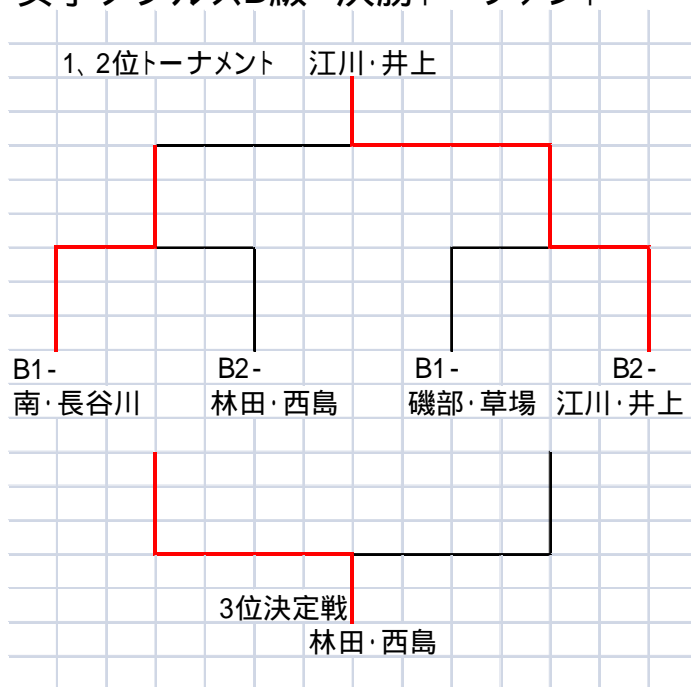 1、2位トーナメント 江川・井上
B1- B2- B1- B2-
南・長谷川 林田・西島 磯部・草場 江川・井上
3位決定戦
林田・西島